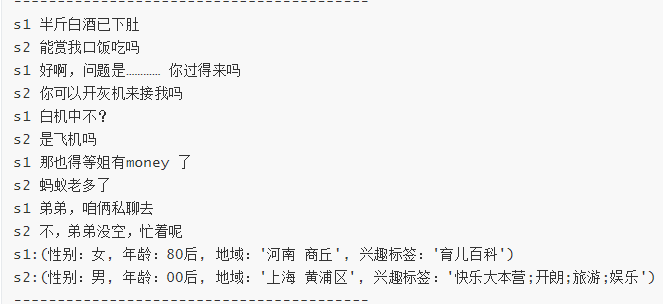 ----------------------------------------
s1 半斤白酒已下肚
s2 能赏我口饭吃吗
s1 好啊，问题是………… 你过得来吗
s2 你可以开灰机来接我吗
s1 白机中不？
s2 是飞机吗
s1 那也得等姐有money 了
s2 蚂蚁老多了
s1 弟弟，咱俩私聊去
s2 不，弟弟没空，忙着呢
s1:(性别：女，年龄：80后，地域：'河南 商丘'，兴趣标签：'育儿百科')
s2:(性别：男，年龄：00后，地域：'上海 黄浦区'，兴趣标签：'快乐大本营;开朗;旅游;娱乐')
----------------------------------------